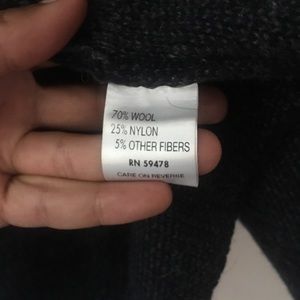 70% WOOL
25% NYLON
5% OTHER FIBERS
RN 59478
CARE ON REVERSE